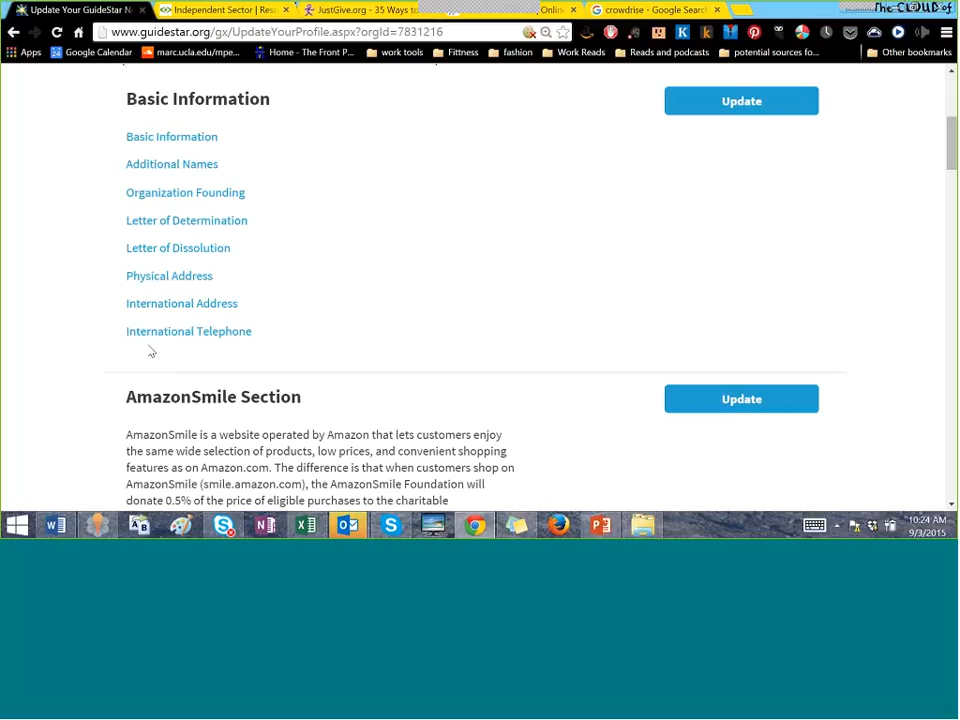 Update Your GuideStar N
Independent Sector | Res
JustGive.org - 35 Ways to
Onlin
crowdrise - Google Search
The CLOUD of
www.guidestar.org/gx/UpdateYourProfile.aspx?orgId=7831216
Apps
24 Google Calendar
marc.ucla.edu/mpe...
Home - The Front P...
work tools
Fittness
fashion
Work Reads
Reads and podcasts
potential sources fo...
Other bookmarks
Basic Information
Update
Basic Information
Additional Names
Organization Founding
Letter of Determination
Letter of Dissolution
Physical Address
International Address
International Telephone
AmazonSmile Section
Update
AmazonSmile is a website operated by Amazon that lets customers enjoy
the same wide selection of products, low prices, and convenient shopping
features as on Amazon.com. The difference is that when customers shop on
AmazonSmile (smile.amazon.com), the AmazonSmile Foundation will
donate 0.5% of the price of eligible purchases to the charitable
10:24 AM
9/3/2015